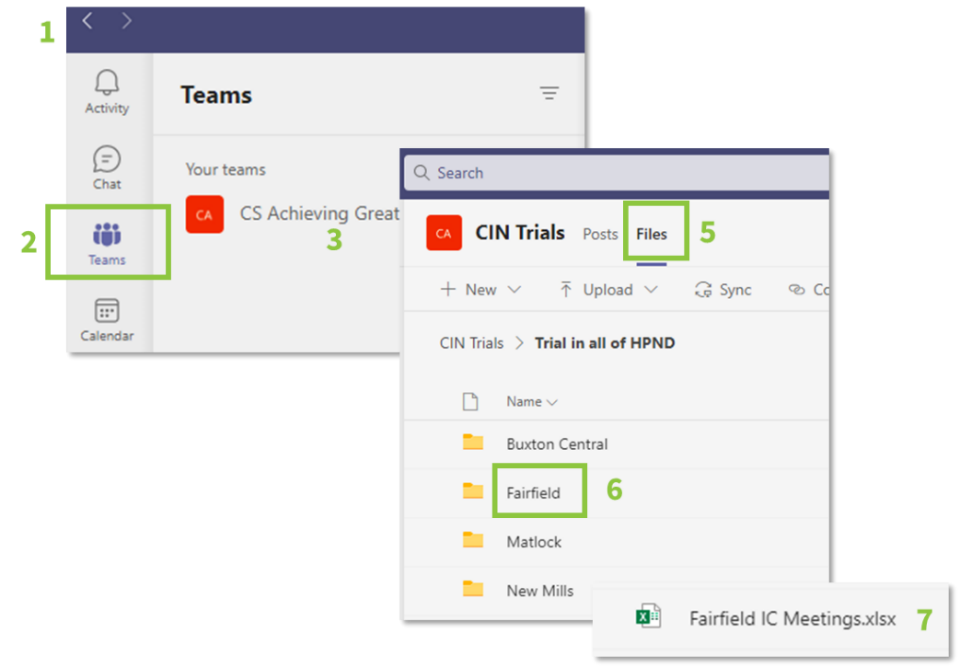 1
Activity
Chat
2
Teams
Calendar
Teams
Your teams
CA
CS Achieving Great
3
Search
CA
CIN Trials
Posts
Files
5
New
Upload
Sync
Co
CIN Trials > Trial in all of HPND
Name
Buxton Central
Fairfield
6
Matlock
New Mills
Fairfield IC Meetings.xlsx
7